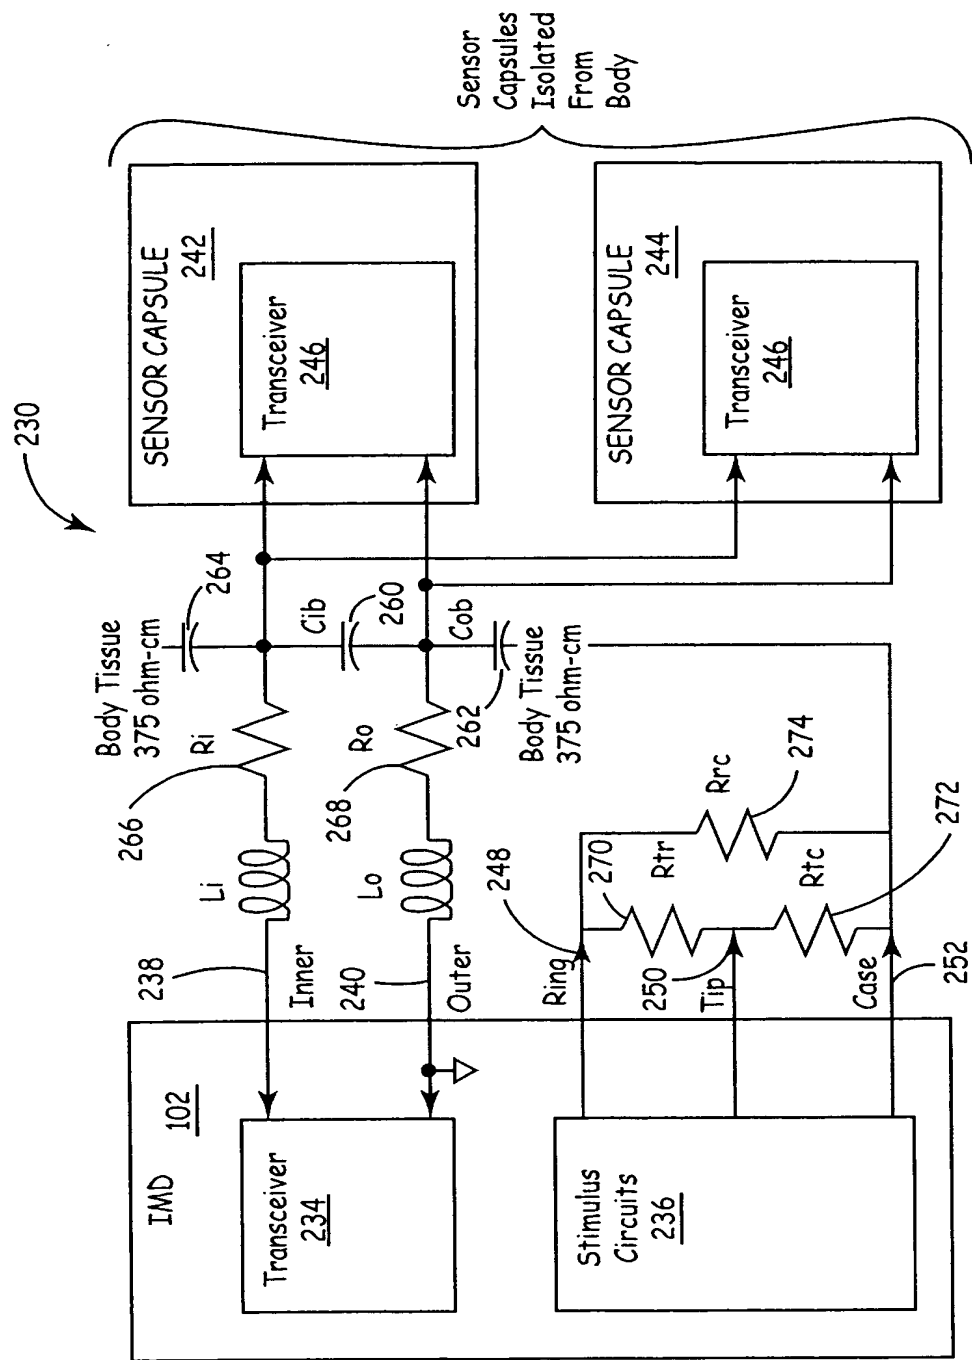 230
Sensor
Capsules
Isolated
From
Body
SENSOR CAPSULE
242
Transceiver
246
SENSOR CAPSULE
244
Transceiver
246
Body Tissue
375 ohm-cm
264
Cib
260
Cob
262
Body Tissue
375 ohm-cm
Ri
266
Ro
268
Li
Lo
238
Inner
240
Outer
IMD
102
Transceiver
234
Stimulus
Circuits
236
Ring
248
250
Tip
Case
252
270
Rtr
Rtc
272
Rrc
274